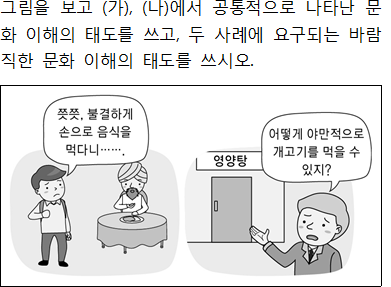 그림을 보고 (가), (나)에서 공통적으로 나타난 문
화 이해의 태도를 쓰고, 두 사례에 요구되는 바람
직한 문화 이해의 태도를 쓰시오.
쯧쯧, 불결하게
손으로 음식을
먹다니…….
영양탕
어떻게 야만적으로
개고기를 먹을 수
있지?